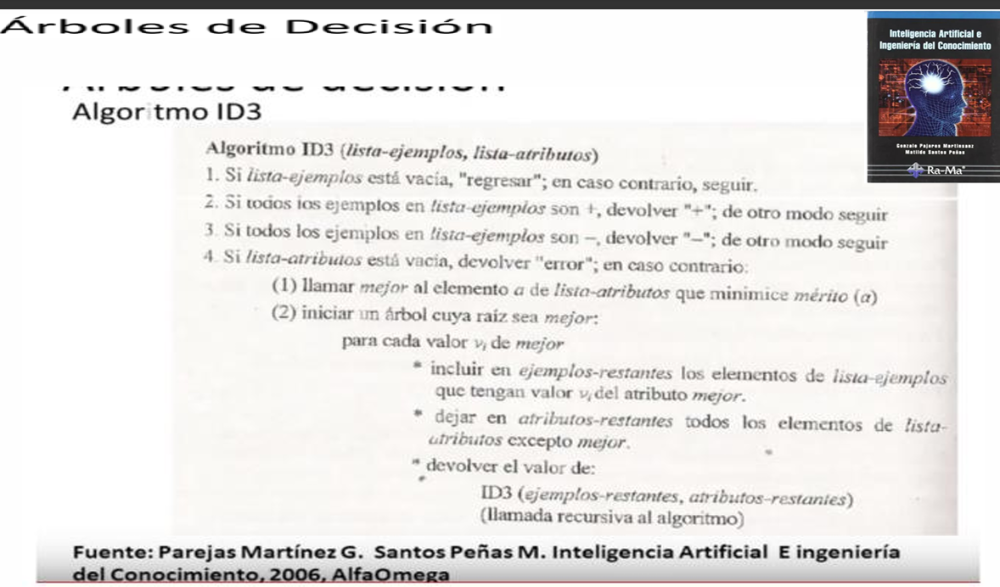 Árboles de Decisión
Árboles de decisión
Algoritmo ID3
Inteligencia Artificial e
Ingeniería del Conocimiento
Gonzalo Pajares Martinsanz
Matilde Santos Peñas
Ra-Ma®
Algoritmo ID3 (lista-ejemplos, lista-atributos)
1. Si lista-ejemplos está vacía, "regresar"; en caso contrario, seguir.
2. Si todos los ejemplos en lista-ejemplos son +, devolver "+"; de otro modo seguir
3. Si todos los ejemplos en lista-ejemplos son –, devolver "–"; de otro modo seguir
4. Si lista-atributos está vacía, devolver "error"; en caso contrario:
(1) llamar mejor al elemento a de lista-atributos que minimice mérito (a)
(2) iniciar un árbol cuya raíz sea mejor:
para cada valor vi de mejor
* incluir en ejemplos-restantes los elementos de lista-ejemplos
que tengan valor vi del atributo mejor.
* dejar en atributos-restantes todos los elementos de lista-
atributos excepto mejor.
* devolver el valor de:
ID3 (ejemplos-restantes, atributos-restantes)
(llamada recursiva al algoritmo)
Fuente: Parejas Martínez G. Santos Peñas M. Inteligencia Artificial E ingeniería
del Conocimiento, 2006, AlfaOmega